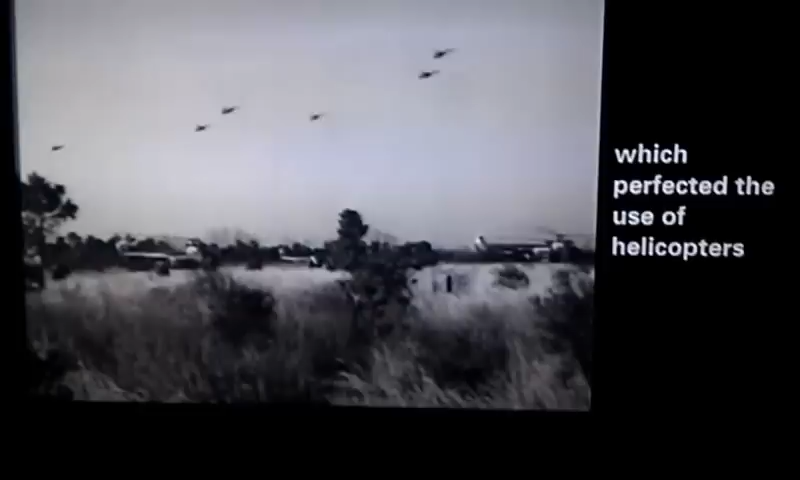 which
perfected the
use of
helicopters